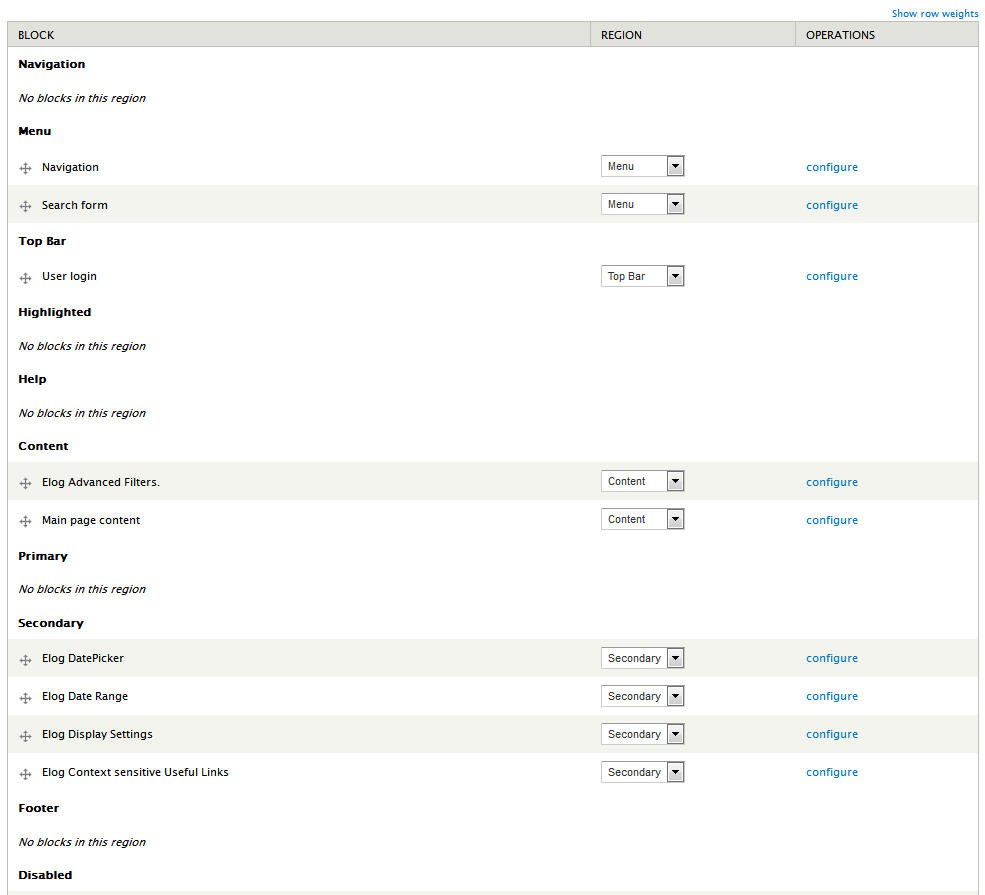 Show row weights
BLOCK REGION OPERATIONS
Navigation
No blocks in this region
Menu
Navigation Menu configure
Search form Menu configure
Top Bar
User login Top Bar configure
Highlighted
No blocks in this region
Help
No blocks in this region
Content
Elog Advanced Filters. Content configure
Main page content Content configure
Primary
No blocks in this region
Secondary
Elog DatePicker Secondary configure
Elog Date Range Secondary configure
Elog Display Settings Secondary configure
Elog Context sensitive Useful Links Secondary configure
Footer
No blocks in this region
Disabled